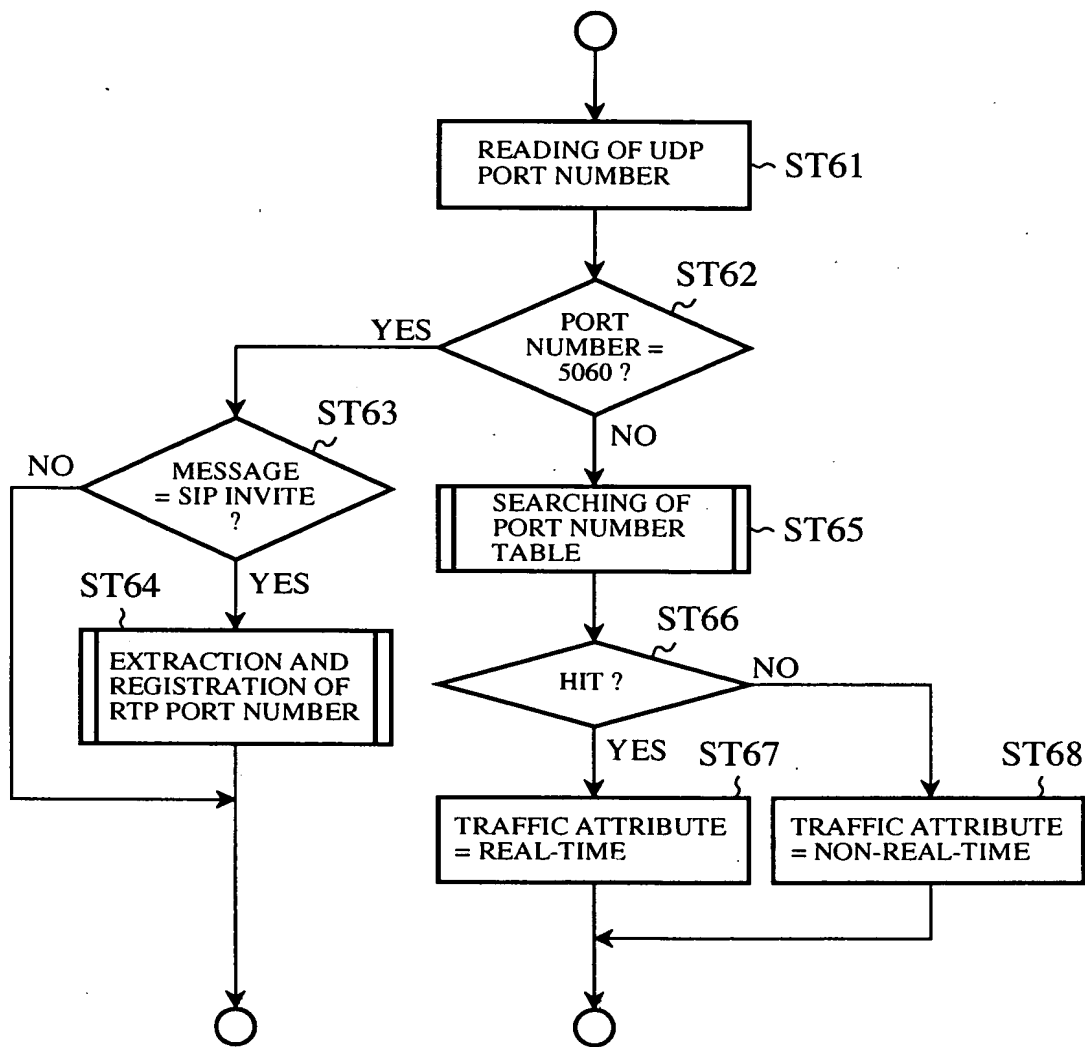 READING OF UDP
PORT NUMBER
ST61
ST62
PORT
NUMBER =
5060 ?
YES
NO
ST63
MESSAGE
= SIP INVITE
?
NO
YES
ST64
EXTRACTION AND
REGISTRATION OF
RTP PORT NUMBER
SEARCHING OF
PORT NUMBER
TABLE
ST65
ST66
HIT ?
NO
YES
ST67
TRAFFIC ATTRIBUTE
= REAL-TIME
ST68
TRAFFIC ATTRIBUTE
= NON-REAL-TIME